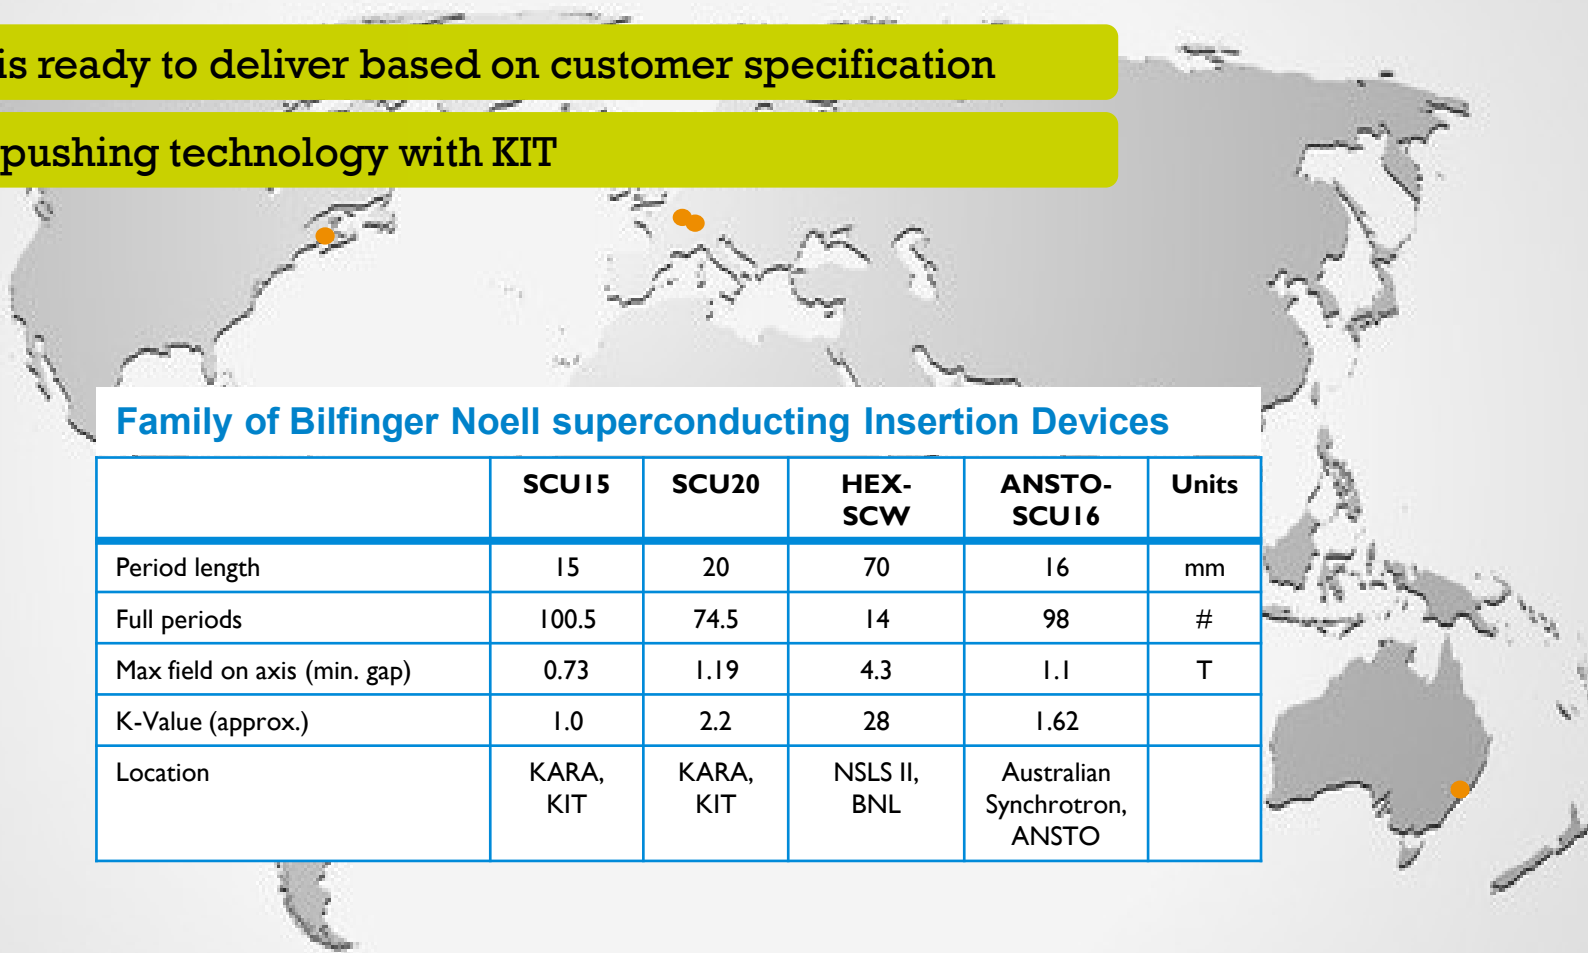 is ready to deliver based on customer specification
pushing technology with KIT
Family of Bilfinger Noell superconducting Insertion Devices
SCU15 SCU20 HEX-SCW ANSTO-SCU16 Units
Period length 15 20 70 16 mm
Full periods 100.5 74.5 14 98 #
Max field on axis (min. gap) 0.73 1.19 4.3 1.1 T
K-Value (approx.) 1.0 2.2 28 1.62
Location KARA, KIT KARA, KIT NSLS II, BNL Australian Synchrotron, ANSTO